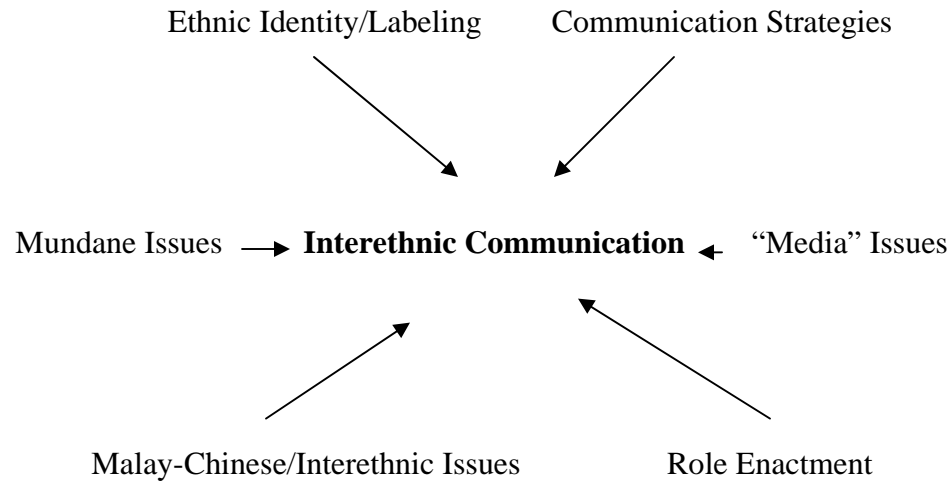 Ethnic Identity/Labeling Communication Strategies
Mundane Issues Interethnic Communication “Media” Issues
Malay-Chinese/Interethnic Issues Role Enactment